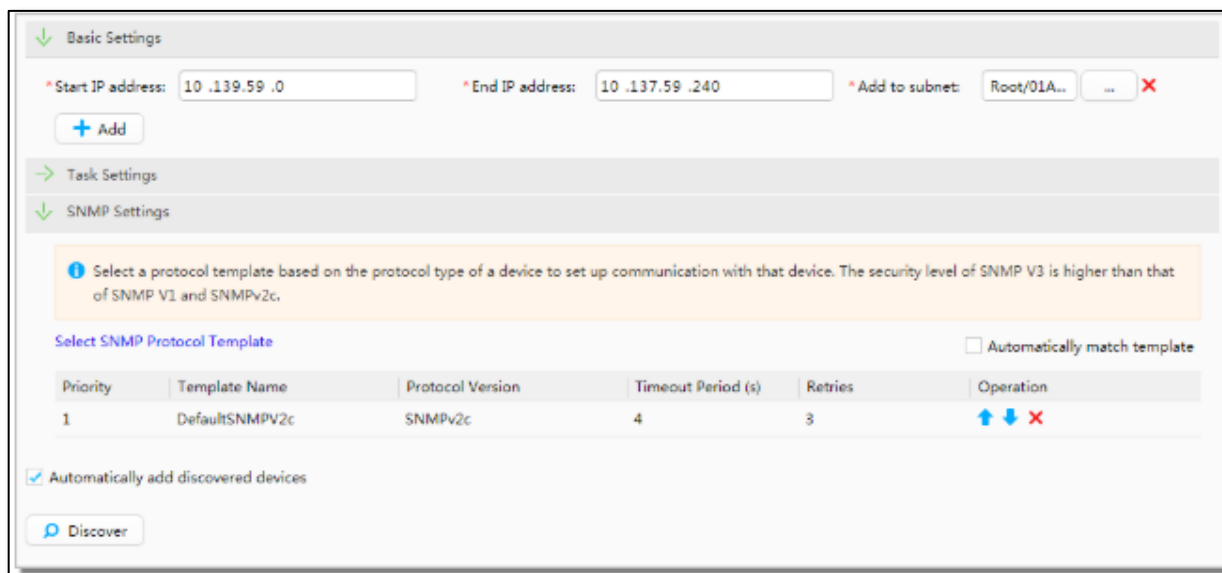 Basic Settings
*Start IP address: 10 .139.59 .0 *End IP address: 10 .137.59 .240 *Add to subnet: Root/01A... ...
Add
Task Settings
SNMP Settings
Select a protocol template based on the protocol type of a device to set up communication with that device. The security level of SNMP V3 is higher than that
of SNMP V1 and SNMPv2c.
Select SNMP Protocol Template Automatically match template
Priority Template Name Protocol Version Timeout Period (s) Retries Operation
1 DefaultSNMPV2c SNMPv2c 4 3
Automatically add discovered devices
Discover